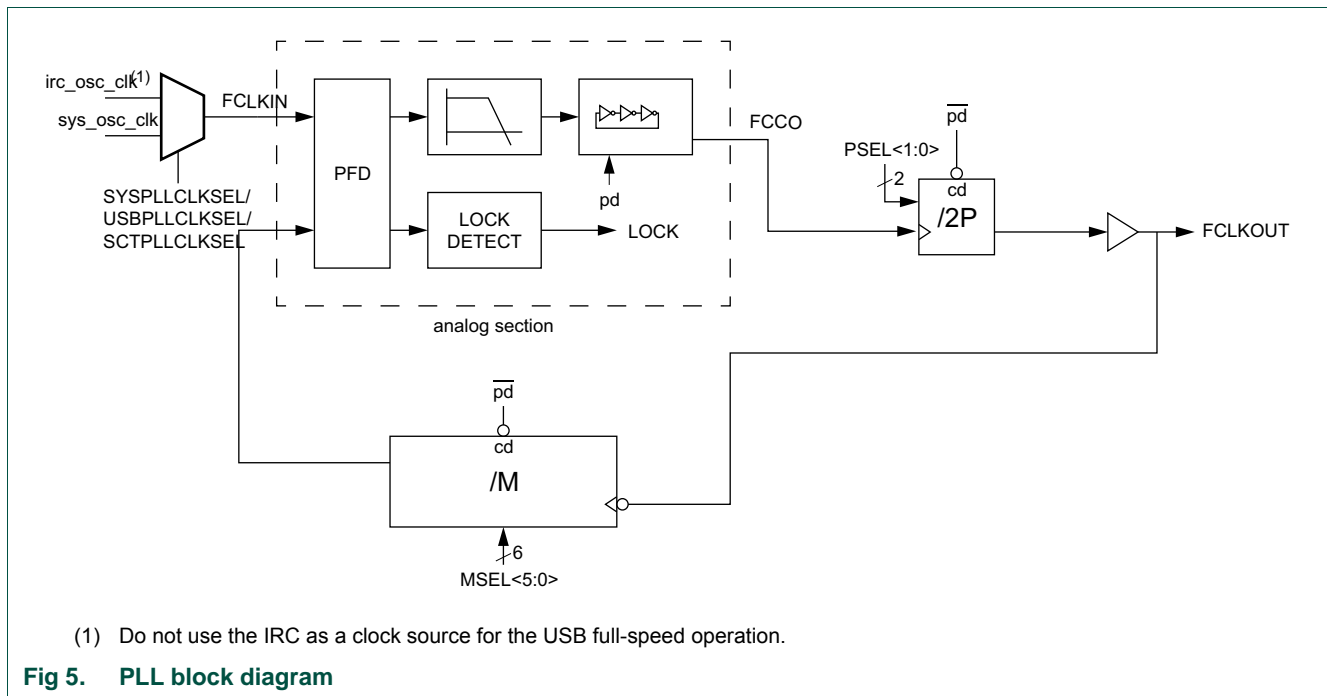 irc_osc_clk(1)
sys_osc_clk
FCLKIN
SYSPLLCLKSEL/
USBPLLCLKSEL/
SCTPLLCLKSEL
PFD
LOCK
DETECT
pd
LOCK
analog section
FCCO
PSEL<1:0>
2
pd
cd
/2P
FCLKOUT
pd
cd
/M
6
MSEL<5:0>
(1) Do not use the IRC as a clock source for the USB full-speed operation.
Fig 5. PLL block diagram